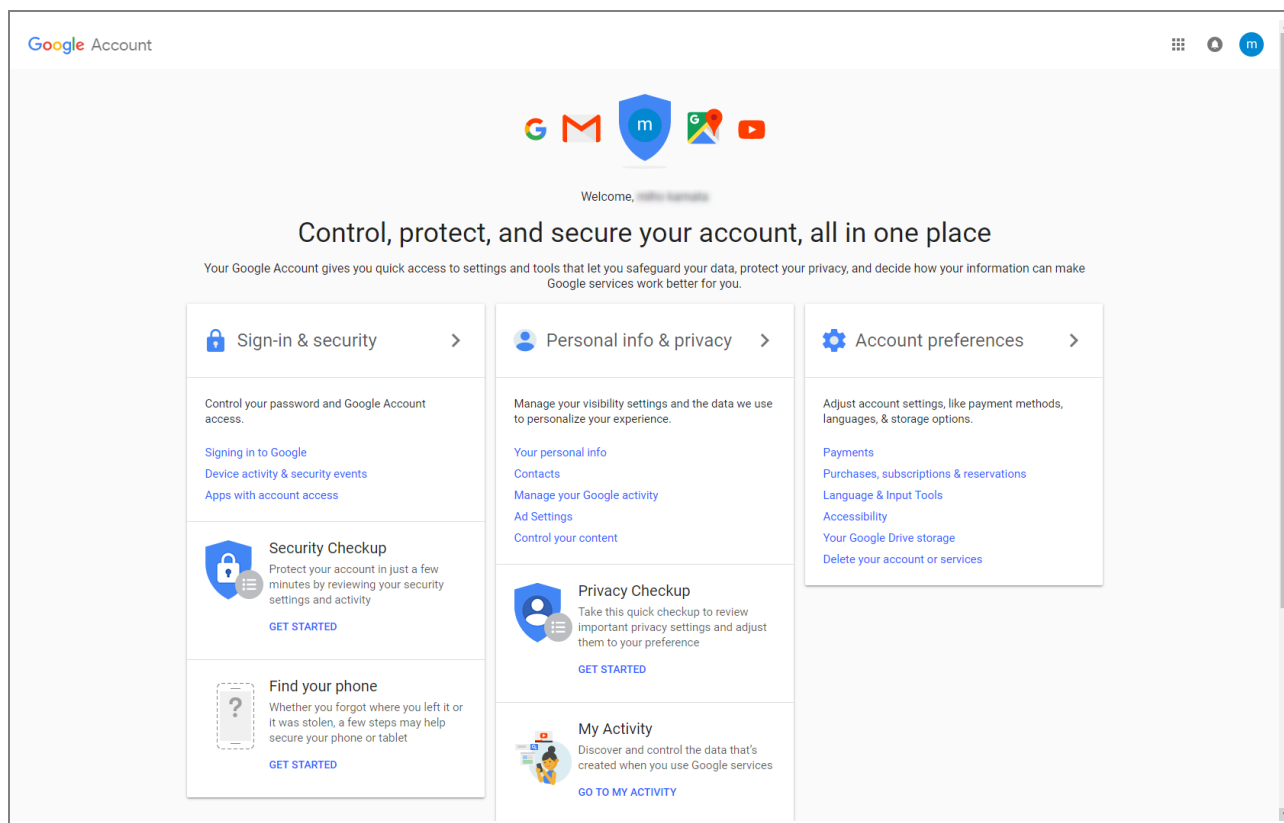 Google Account
m
m
Welcome,
Control, protect, and secure your account, all in one place
Your Google Account gives you quick access to settings and tools that let you safeguard your data, protect your privacy, and decide how your information can make
Google services work better for you.
Sign-in & security
Control your password and Google Account
access.
Signing in to Google
Device activity & security events
Apps with account access
Security Checkup
Protect your account in just a few
minutes by reviewing your security
settings and activity
GET STARTED
Find your phone
Whether you forgot where you left it or
it was stolen, a few steps may help
secure your phone or tablet
GET STARTED
Personal info & privacy
Manage your visibility settings and the data we use
to personalize your experience.
Your personal info
Contacts
Manage your Google activity
Ad Settings
Control your content
Privacy Checkup
Take this quick checkup to review
important privacy settings and adjust
them to your preference
GET STARTED
My Activity
Discover and control the data that's
created when you use Google services
GO TO MY ACTIVITY
Account preferences
Adjust account settings, like payment methods,
languages, & storage options.
Payments
Purchases, subscriptions & reservations
Language & Input Tools
Accessibility
Your Google Drive storage
Delete your account or services